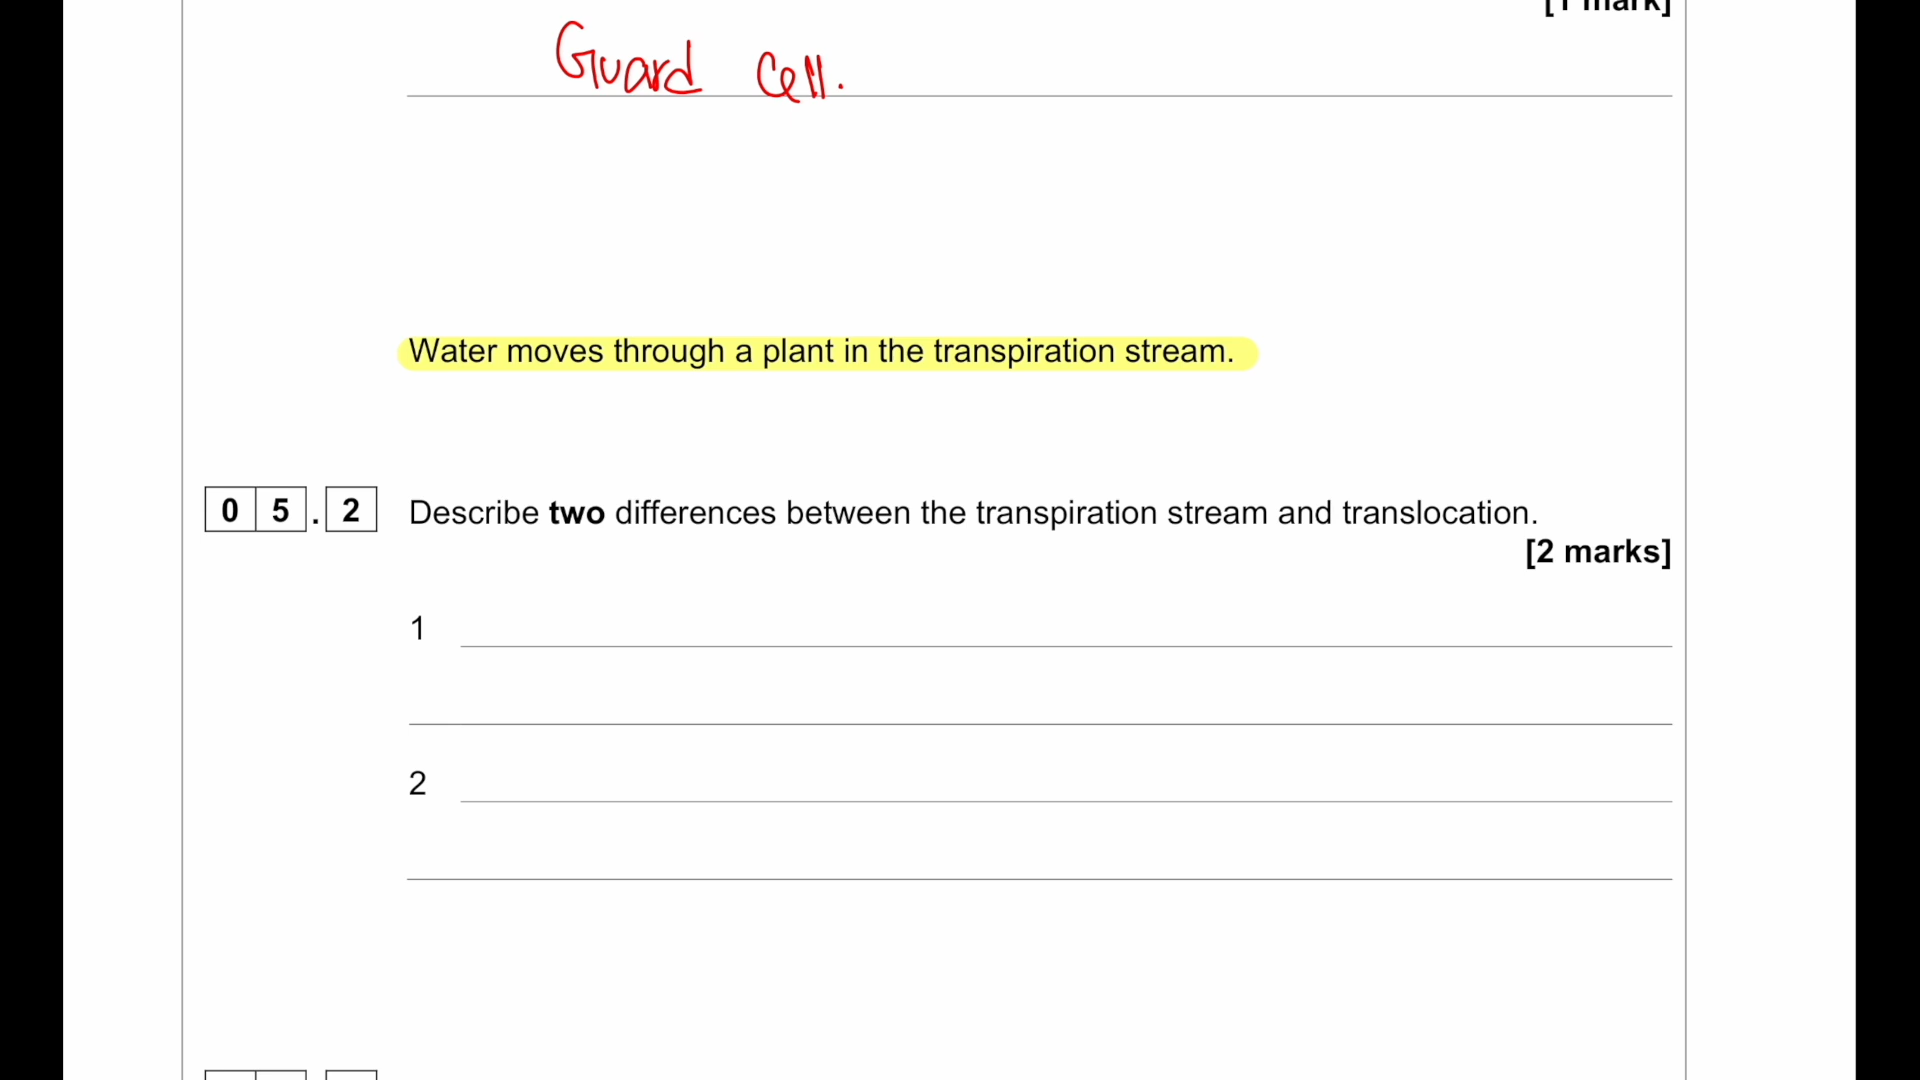 [1 mark]
Guard Cell.
Water moves through a plant in the transpiration stream.
0 5 . 2 Describe two differences between the transpiration stream and translocation.
[2 marks]
1
2